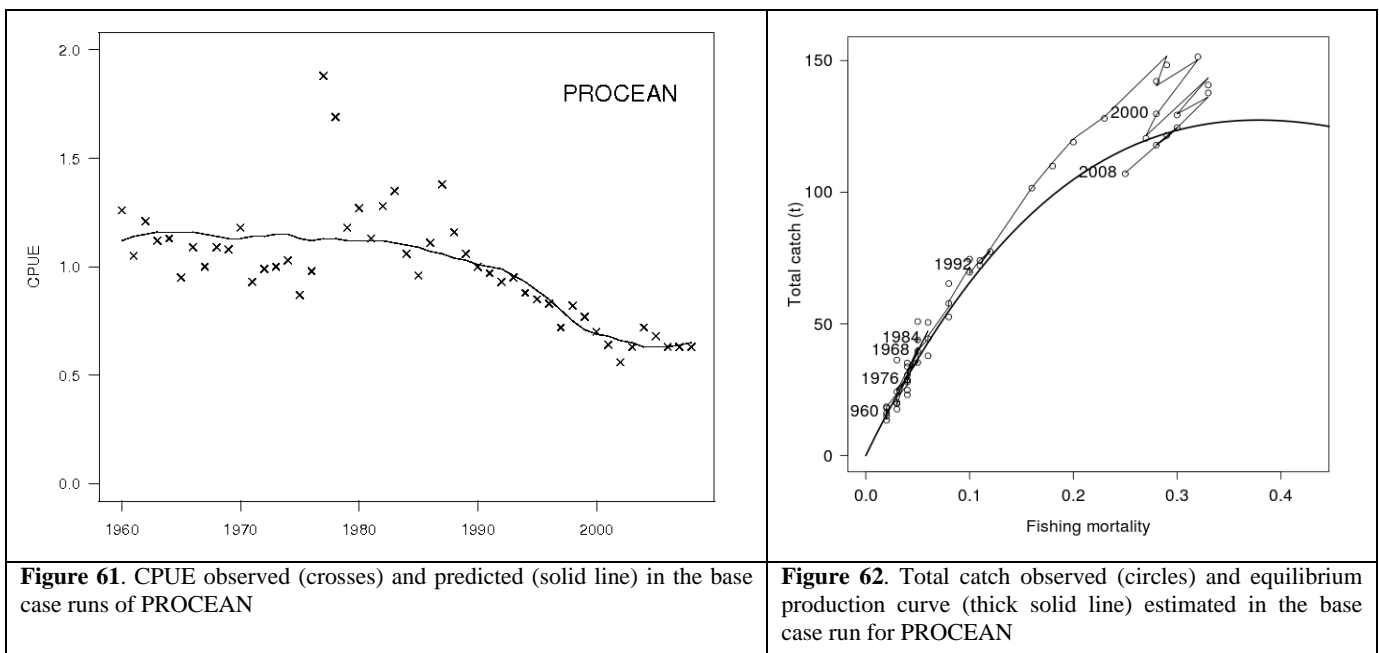 2.0
1.5
1.0
0.5
0.0
CPUE
PROCEAN
1960
1970
1980
1990
2000
Figure 61. CPUE observed (crosses) and predicted (solid line) in the base
case runs of PROCEAN
150
100
50
0
Total catch (t)
2000
2008
1992
1984
1968
1976
960
0.0
0.1
0.2
0.3
0.4
Fishing mortality
Figure 62. Total catch observed (circles) and equilibrium
production curve (thick solid line) estimated in the base
case run for PROCEAN